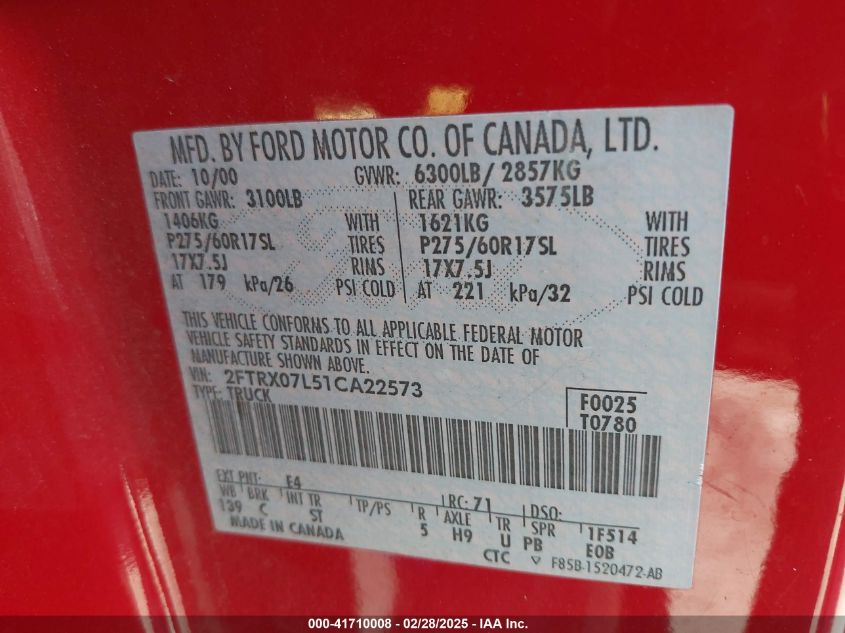 MFD. BY FORD MOTOR CO. OF CANADA, LTD.
DATE: 10/00 GVWR: 6300LB/ 2857KG
FRONT GAWR: 3100LB REAR GAWR: 3575LB
1406KG WITH 1621KG WITH
P275/60R17SL TIRES P275/60R17SL TIRES
17X7.5J RIMS 17X7.5J RIMS
AT 179 kPa/26 PSI COLD AT 221 kPa/32 PSI COLD
THIS VEHICLE CONFORMS TO ALL APPLICABLE FEDERAL MOTOR
VEHICLE SAFETY STANDARDS IN EFFECT ON THE DATE OF
MANUFACTURE SHOWN ABOVE.
VIN: 2FTRX07L51CA22573
TYPE: TRUCK
F0025
T0780
EXT PNT: E4 RC: 71 DSO:
WB BRK INT TR TP/PS R AXLE TR SPR 1F514
139 C ST 5 H9 U PB EOB
MADE IN CANADA CTC F85B-1520472-AB
000-41710008 - 02/28/2025 - IAA Inc.